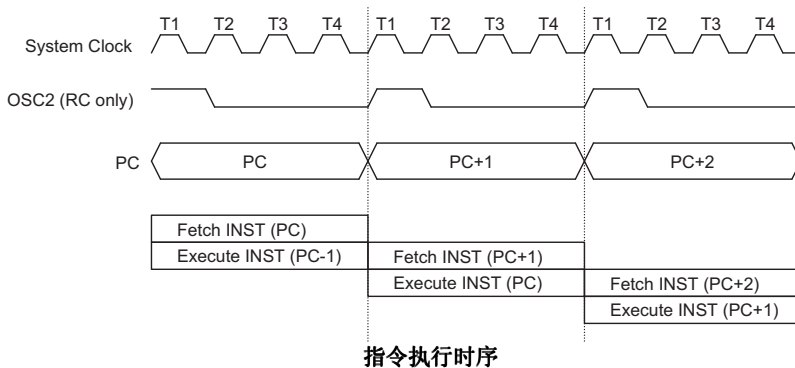 T1 T2 T3 T4 T1 T2 T3 T4 T1 T2 T3 T4
System Clock
OSC2 (RC only)
PC PC PC+1 PC+2
Fetch INST (PC)
Execute INST (PC-1) Fetch INST (PC+1)
Execute INST (PC) Fetch INST (PC+2)
Execute INST (PC+1)
指令执行时序